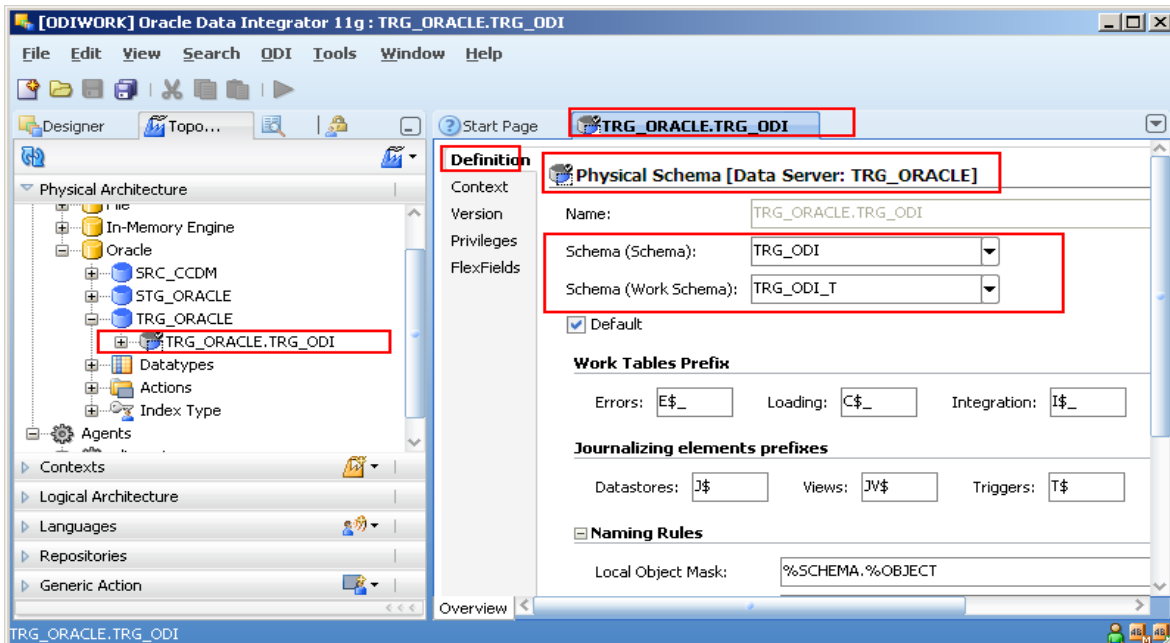 [ODIWORK] Oracle Data Integrator 11g : TRG_ORACLE.TRG_ODI
File Edit View Search ODI Tools Window Help
Designer Topo...
Start Page TRG_ORACLE.TRG_ODI
Physical Architecture
File
In-Memory Engine
Oracle
SRC_CCDM
STG_ORACLE
TRG_ORACLE
TRG_ORACLE.TRG_ODI
Datatypes
Actions
Index Type
Agents
Contexts
Logical Architecture
Languages
Repositories
Generic Action
Definition
Context
Version
Privileges
FlexFields
Physical Schema [Data Server: TRG_ORACLE]
Name: TRG_ORACLE.TRG_ODI
Schema (Schema): TRG_ODI
Schema (Work Schema): TRG_ODI_T
Default
Work Tables Prefix
Errors: E$_ Loading: C$_ Integration: I$_
Journalizing elements prefixes
Datastores: J$ Views: JV$ Triggers: T$
Naming Rules
Local Object Mask: %SCHEMA.%OBJECT
Overview
TRG_ORACLE.TRG_ODI